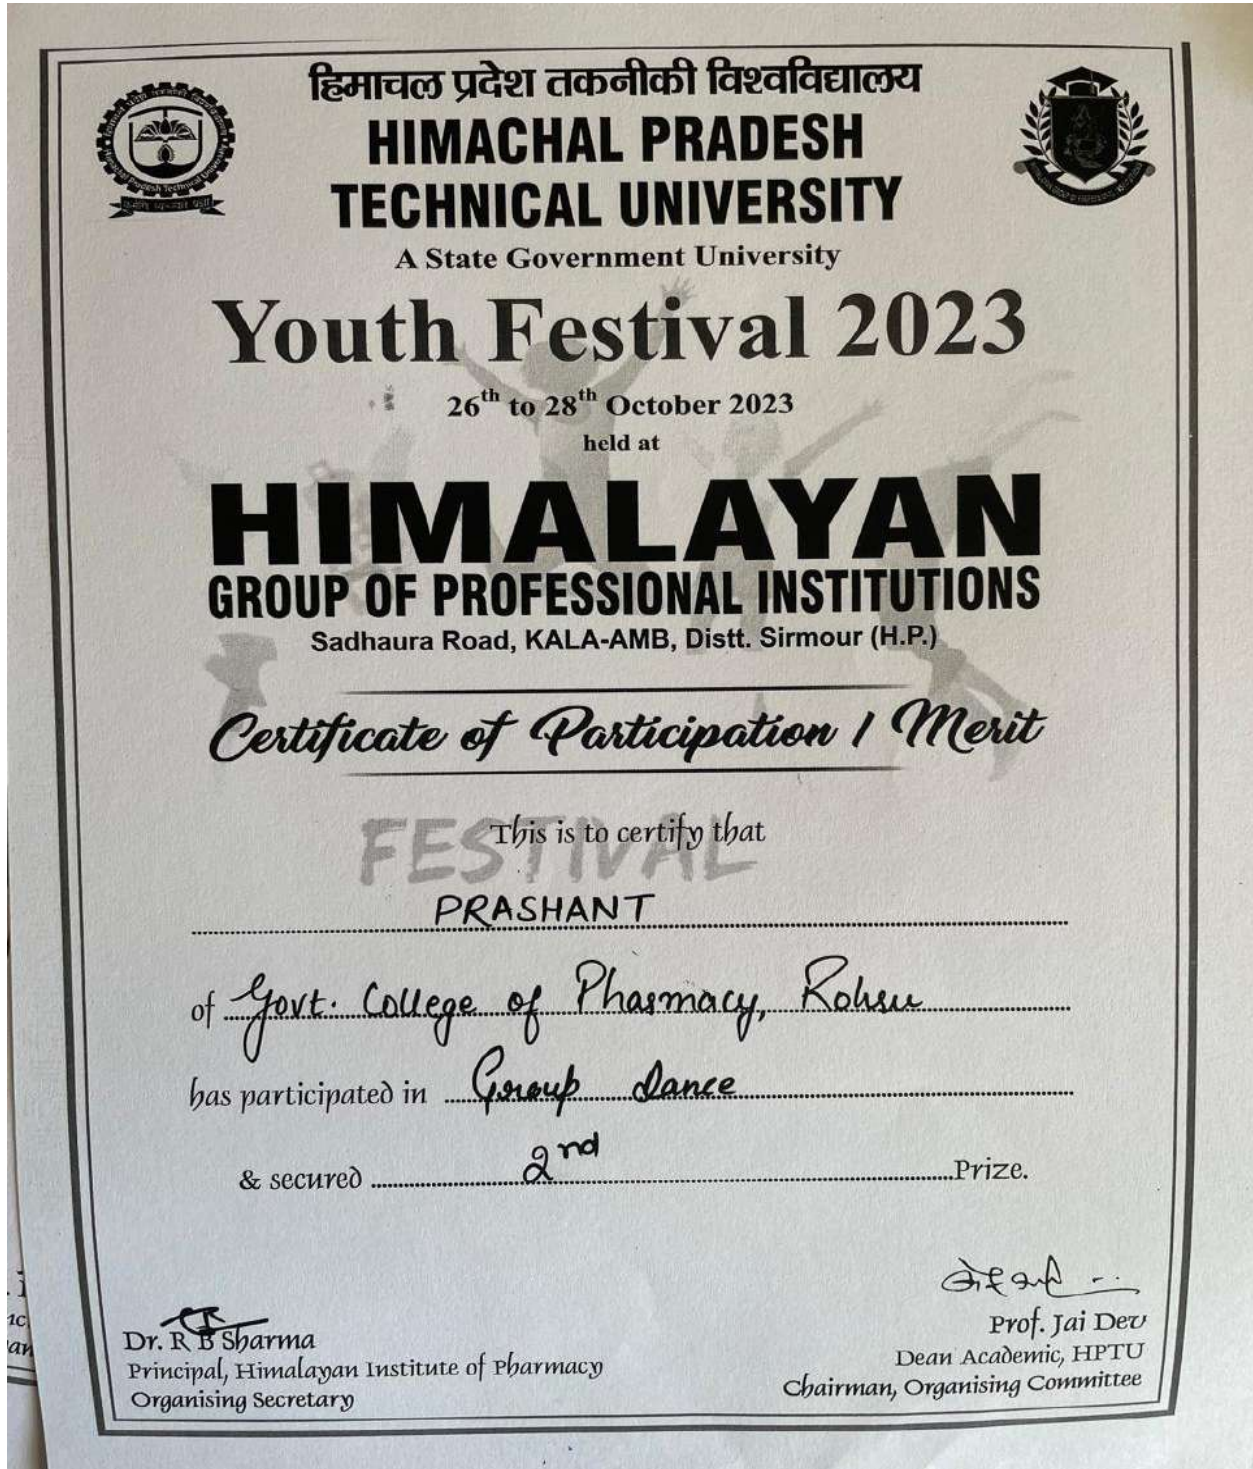 हिमाचल प्रदेश तकनीकी विश्वविद्यालय
HIMACHAL PRADESH
TECHNICAL UNIVERSITY
A State Government University
Youth Festival 2023
26th to 28th October 2023
held at
HIMALAYAN
GROUP OF PROFESSIONAL INSTITUTIONS
Sadhaura Road, KALA-AMB, Distt. Sirmour (H.P.)
Certificate of Participation / Merit
FESTIVAL
This is to certify that
PRASHANT
of Govt. College of Pharmacy, Rohru
has participated in Group Dance
& secured 2nd Prize.
Dr. R B Sharma
Principal, Himalayan Institute of Pharmacy
Organising Secretary
Prof. Jai Dev
Dean Academic, HPTU
Chairman, Organising Committee